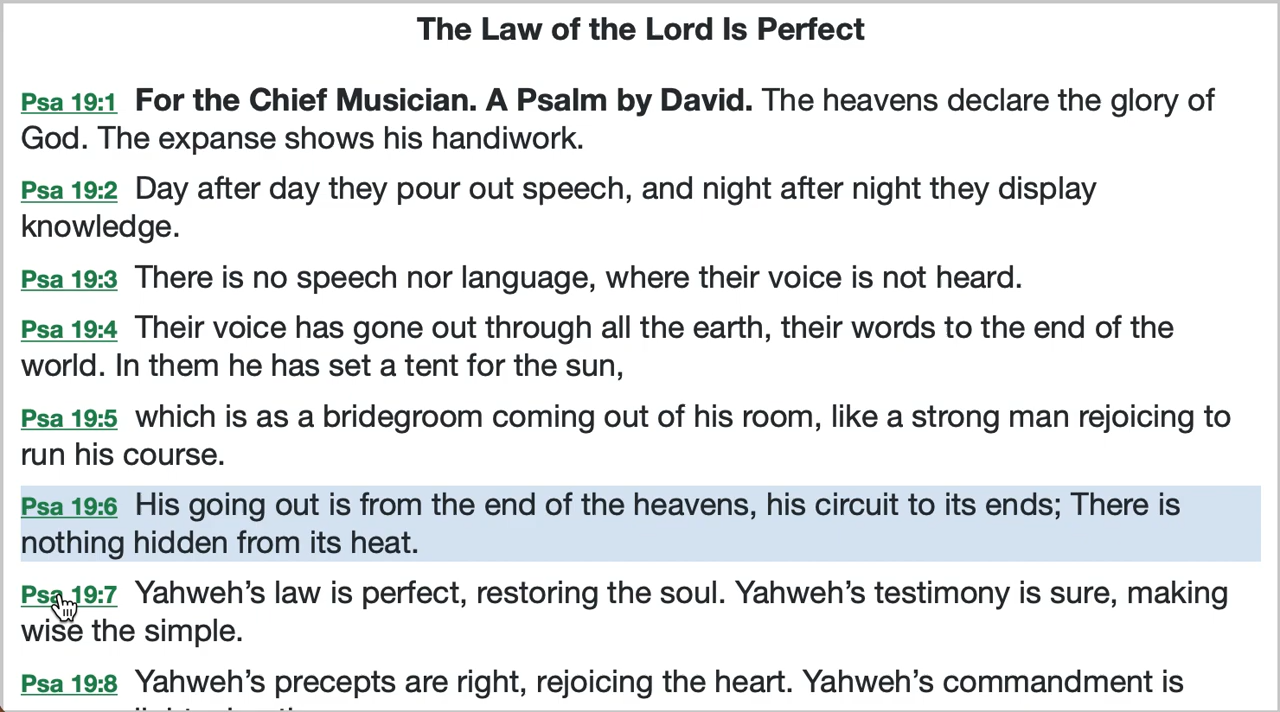 The Law of the Lord Is Perfect
Psa 19:1 For the Chief Musician. A Psalm by David. The heavens declare the glory of
God. The expanse shows his handiwork.
Psa 19:2 Day after day they pour out speech, and night after night they display
knowledge.
Psa 19:3 There is no speech nor language, where their voice is not heard.
Psa 19:4 Their voice has gone out through all the earth, their words to the end of the
world. In them he has set a tent for the sun,
Psa 19:5 which is as a bridegroom coming out of his room, like a strong man rejoicing to
run his course.
Psa 19:6 His going out is from the end of the heavens, his circuit to its ends; There is
nothing hidden from its heat.
Psa 19:7 Yahweh’s law is perfect, restoring the soul. Yahweh’s testimony is sure, making
wise the simple.
Psa 19:8 Yahweh’s precepts are right, rejoicing the heart. Yahweh’s commandment is